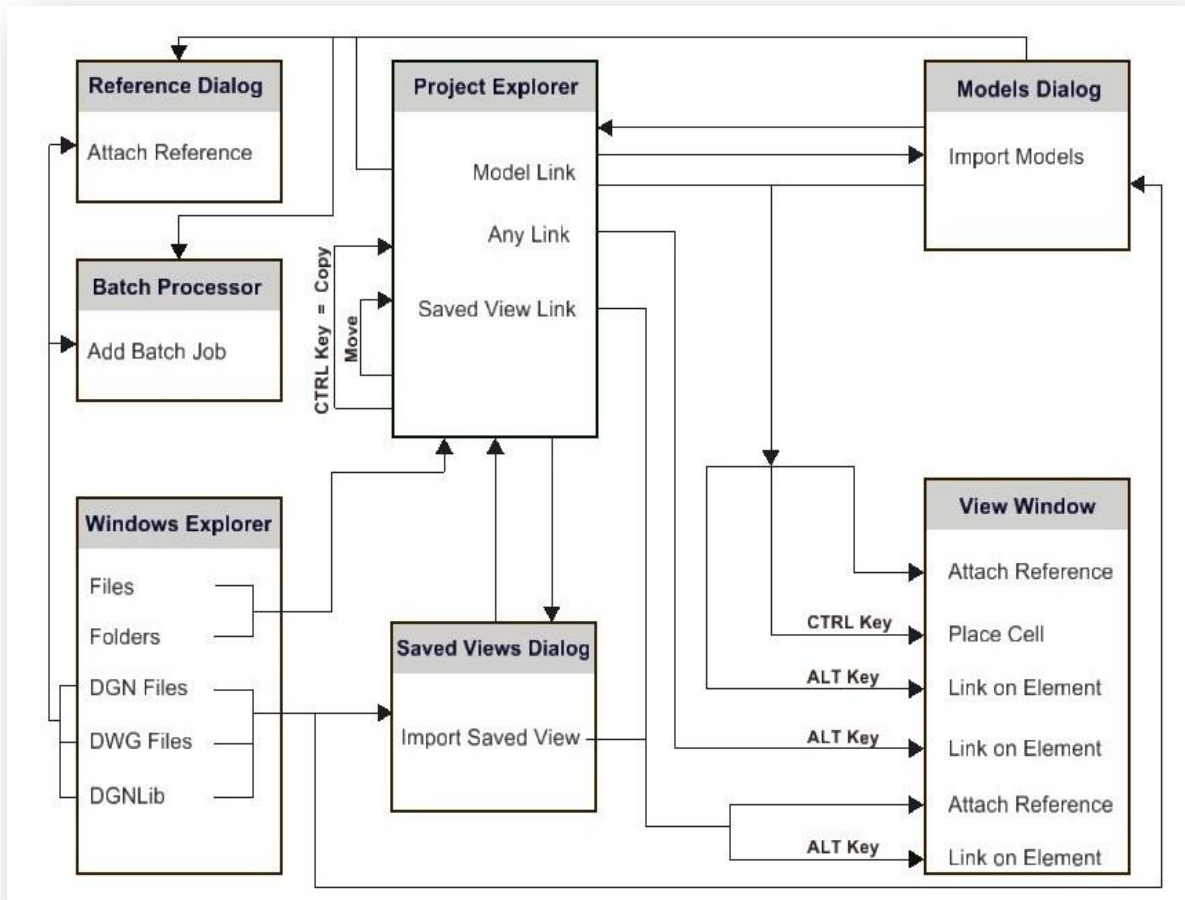 Reference Dialog
Attach Reference
Batch Processor
Add Batch Job
Project Explorer
Model Link
Any Link
Saved View Link
CTRL Key = Copy
Move
Models Dialog
Import Models
Windows Explorer
Files
Folders
DGN Files
DWG Files
DGNLib
Saved Views Dialog
Import Saved View
View Window
Attach Reference
CTRL Key
Place Cell
ALT Key
Link on Element
ALT Key
Link on Element
Attach Reference
ALT Key
Link on Element